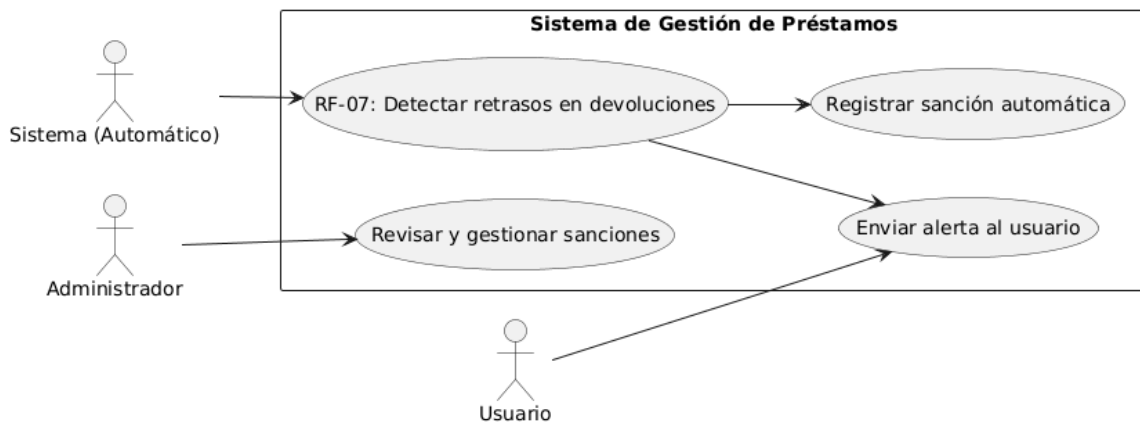 Sistema de Gestión de Préstamos
Sistema (Automático)
RF-07: Detectar retrasos en devoluciones
Registrar sanción automática
Administrador
Revisar y gestionar sanciones
Enviar alerta al usuario
Usuario